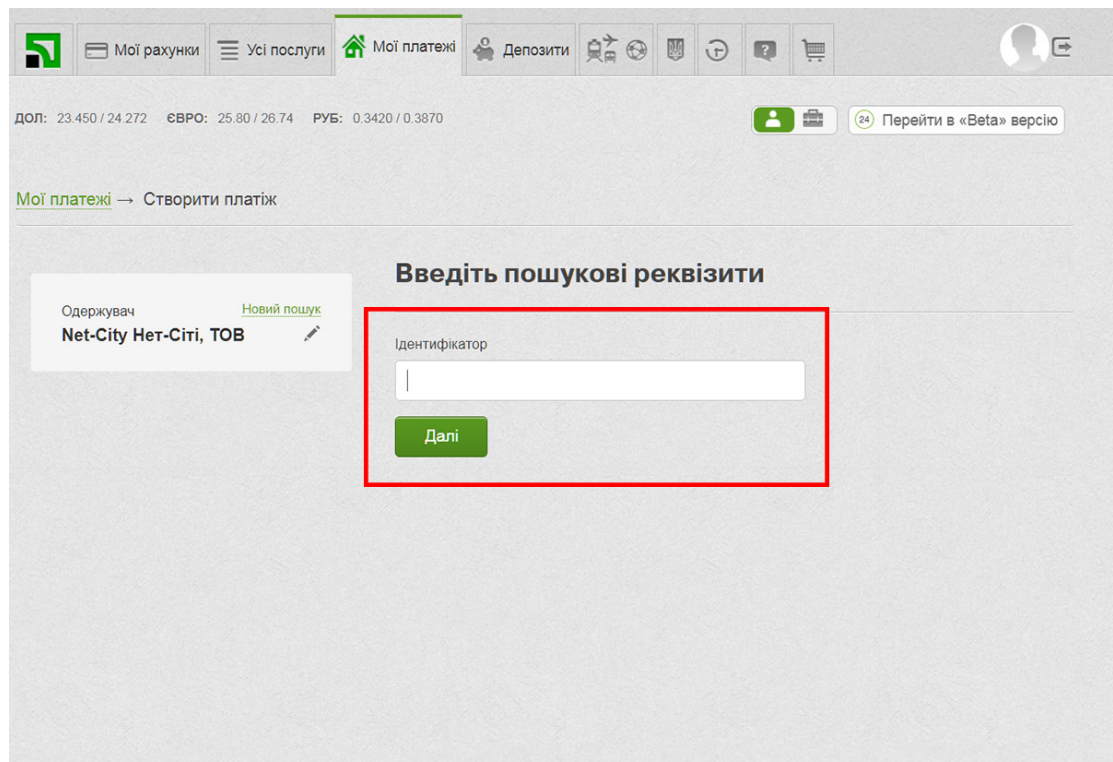 Мої рахунки Усі послуги Мої платежі Депозити
ДОЛ: 23.450 / 24.272 ЄВРО: 25.80 / 26.74 РУБ: 0.3420 / 0.3870
24 Перейти в «Beta» версію
Мої платежі → Створити платіж
Введіть пошукові реквізити
Одержувач Новий пошук
Net-City Нет-Сіті, ТОВ
Ідентифікатор
Далі